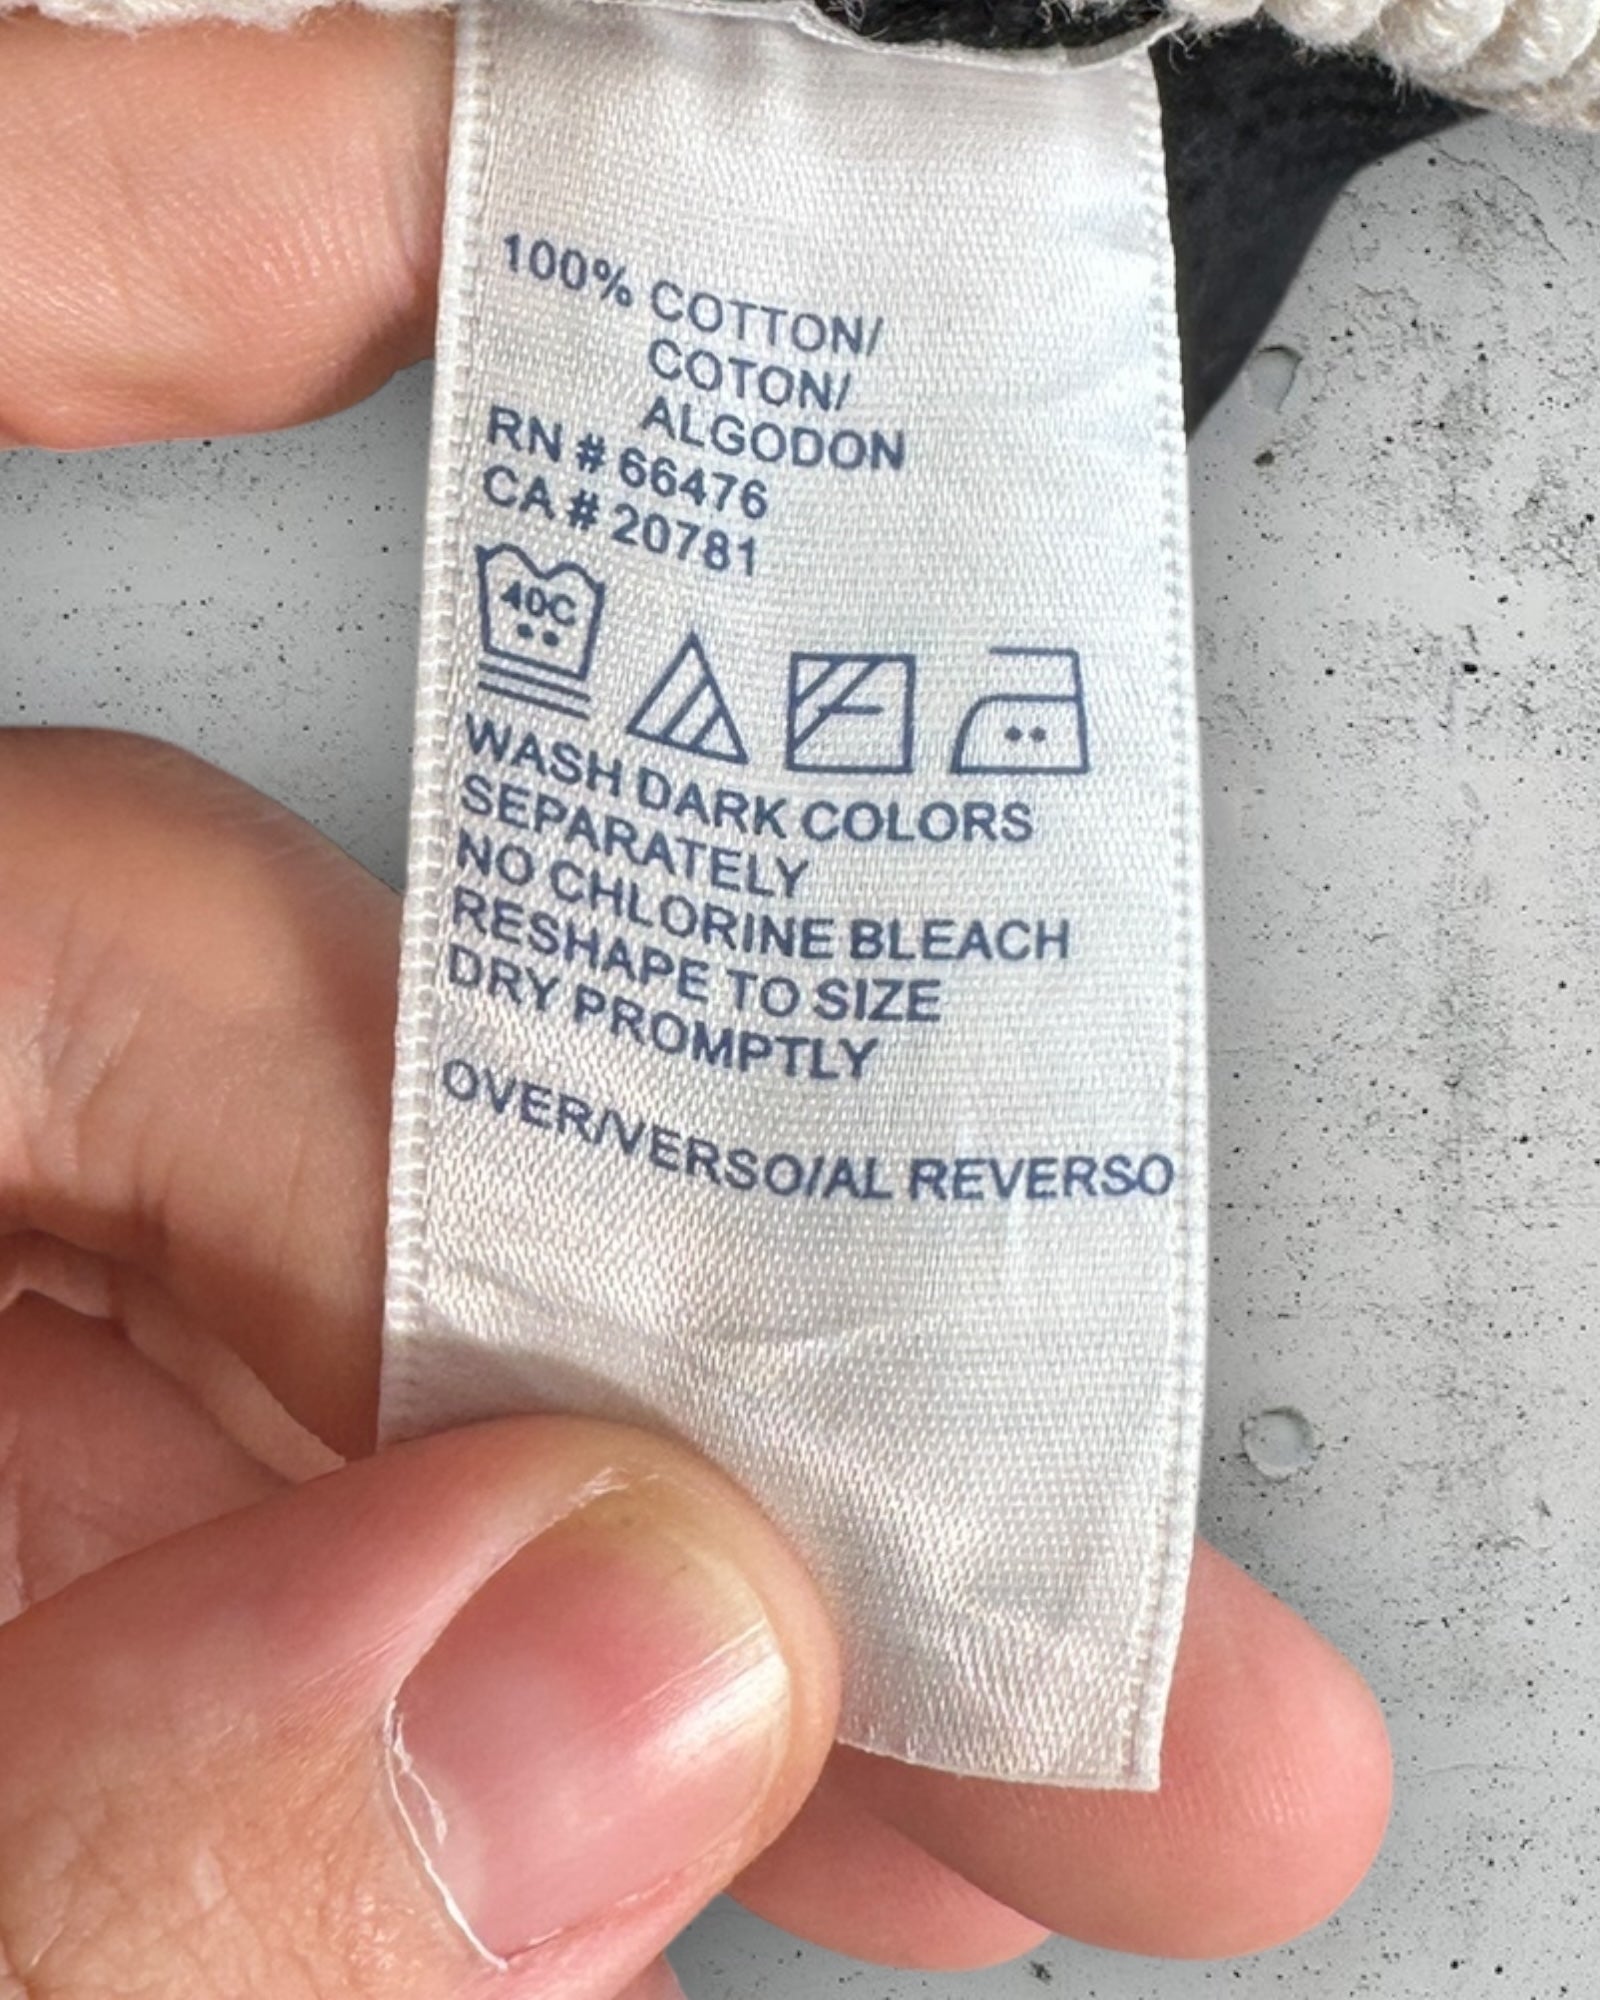 100% COTTON/
COTON/
ALGODON
RN # 66476
CA # 20781
40C
WASH DARK COLORS
SEPARATELY
NO CHLORINE BLEACH
RESHAPE TO SIZE
DRY PROMPTLY
OVER/VERSO/AL REVERSO